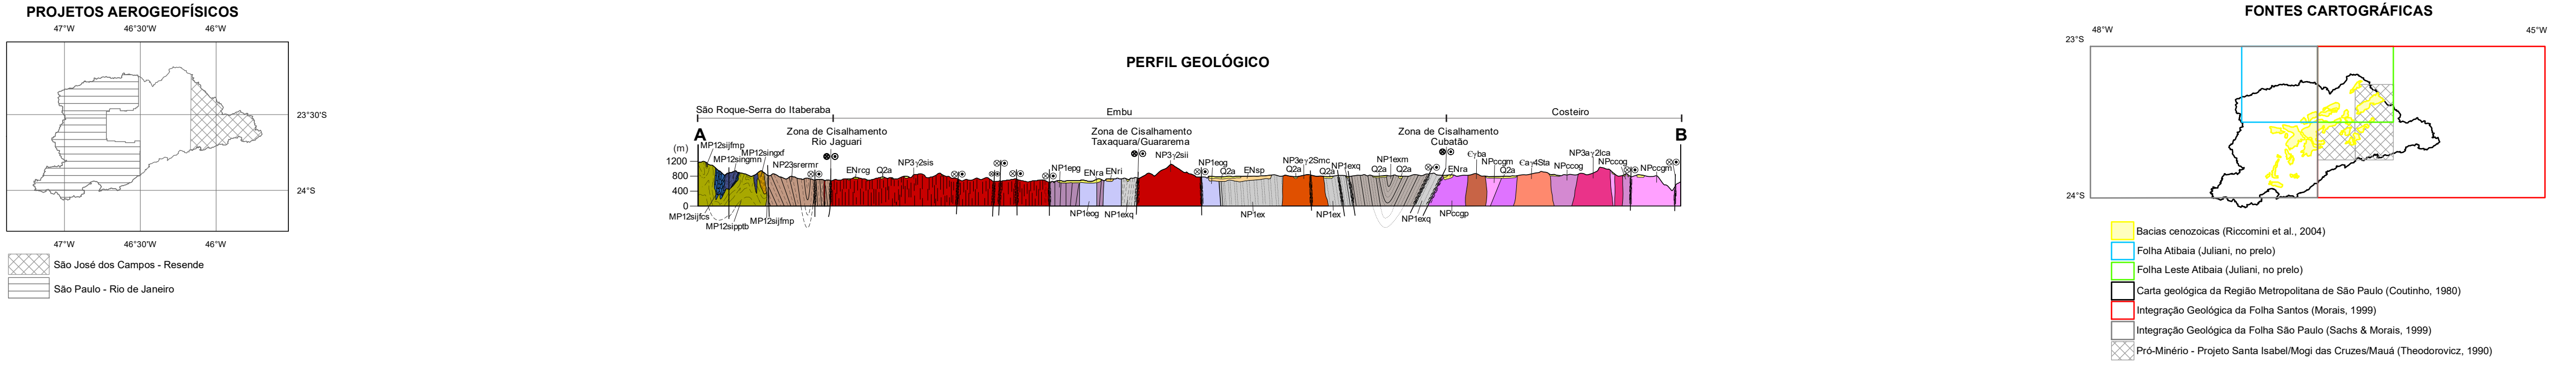 PROJETOS AEROGEOFÍSICOS
47°W 46°30'W 46°W
23°30'S
24°S
47°W 46°30'W 46°W
São José dos Campos - Resende
São Paulo - Rio de Janeiro
PERFIL GEOLÓGICO
São Roque-Serra do Itaberaba
Embu
Costeiro
A
Zona de Cisalhamento
Rio Jaguari
Zona de Cisalhamento
Taxaquara/Guararema
Zona de Cisalhamento
Cubatão
B
(m)
1200
800
400
0
MP12sijfmp
MP12singmn
MP12singxf
NP23srermr
ENrcg
Q2a
NP3γ2sis
NP1epg
ENra
ENri
NP3γ2sii
NP1eog
Q2a
ENsp
NP3eγ2Smc
Q2a
Q2a
NP1exq
NP1exm
Q2a
Q2a
ENra
Єγba
NPccgm
Q2a
Єaγ4Sta
NPccog
NP3aγ2Ica
NPccog
NPccgm
MP12sijfcs
MP12sipptb
MP12sijfmp
NP1eog
NP1exq
NP1ex
NP1ex
NP1exq
NPccgp
FONTES CARTOGRÁFICAS
48°W
45°W
23°S
24°S
Bacias cenozoicas (Riccomini et al., 2004)
Folha Atibaia (Juliani, no prelo)
Folha Leste Atibaia (Juliani, no prelo)
Carta geológica da Região Metropolitana de São Paulo (Coutinho, 1980)
Integração Geológica da Folha Santos (Morais, 1999)
Integração Geológica da Folha São Paulo (Sachs & Morais, 1999)
Pró-Minério - Projeto Santa Isabel/Mogi das Cruzes/Mauá (Theodorovicz, 1990)